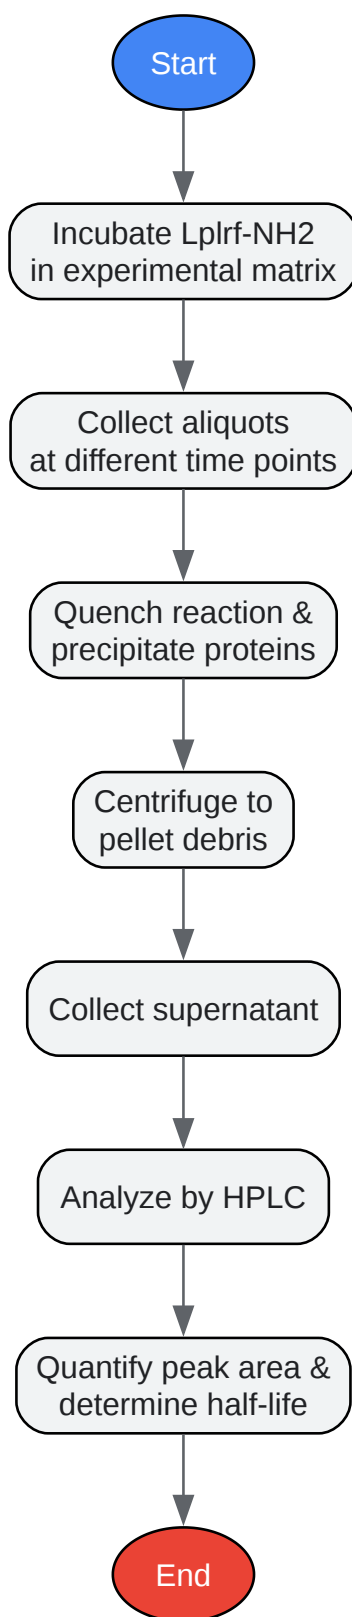 Start
Incubate Lplrf-NH2
in experimental matrix
Collect aliquots
at different time points
Quench reaction &
precipitate proteins
Centrifuge to
pellet debris
Collect supernatant
Analyze by HPLC
Quantify peak area &
determine half-life
End